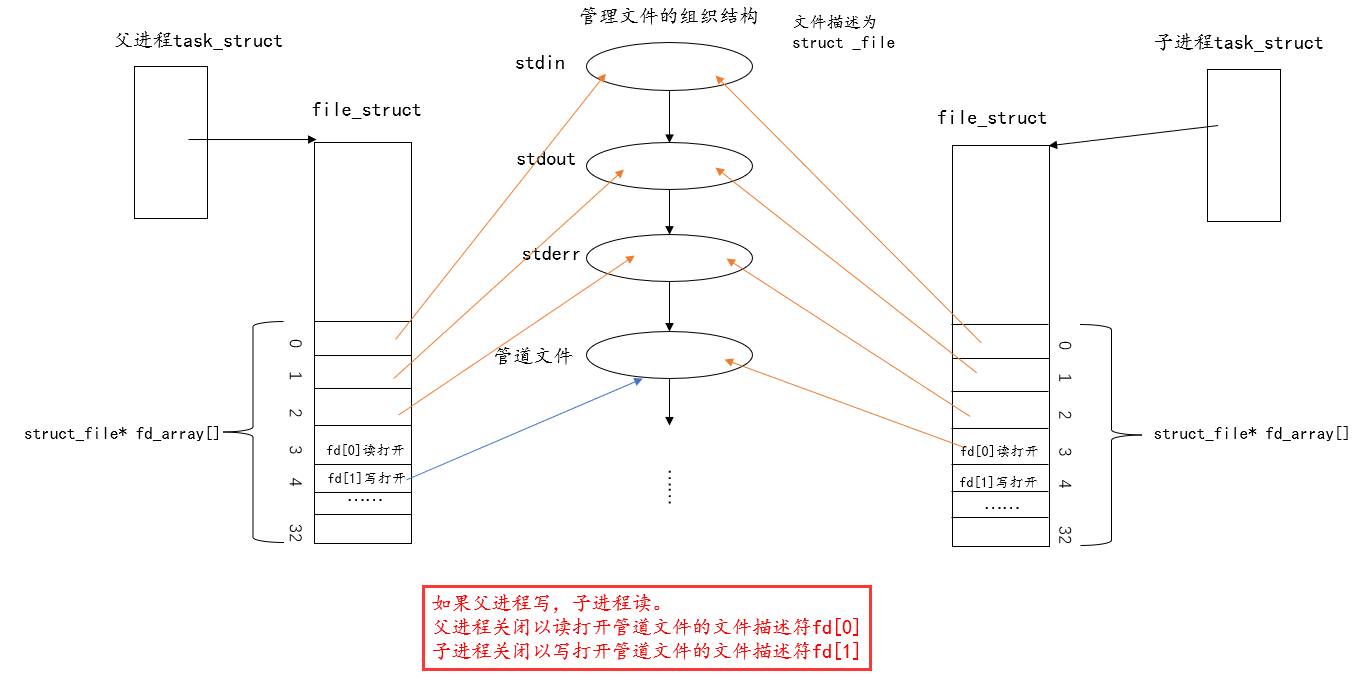 管理文件的组织结构
文件描述为
struct _file
父进程task_struct
子进程task_struct
stdin
file_struct
file_struct
stdout
stderr
管道文件
0
1
2
3
4
32
struct_file* fd_array[]
fd[0]读打开
fd[1]写打开
……
……
fd[0]读打开
fd[1]写打开
……
0
1
2
3
4
32
struct_file* fd_array[]
如果父进程写，子进程读。
父进程关闭以读打开管道文件的文件描述符fd[0]
子进程关闭以写打开管道文件的文件描述符fd[1]